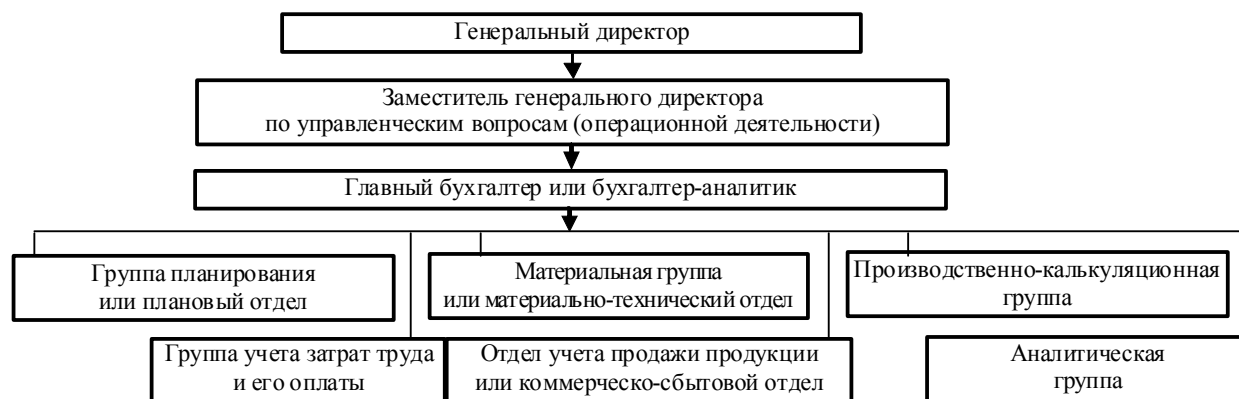 Генеральный директор
Заместитель генерального директора
по управленческим вопросам (операционной деятельности)
Главный бухгалтер или бухгалтер-аналитик
Группа планирования
или плановый отдел
Материальная группа
или материально-технический отдел
Производственно-калькуляционная
группа
Группа учета затрат труда
и его оплаты
Отдел учета продажи продукции
или коммерческо-сбытовой отдел
Аналитическая
группа